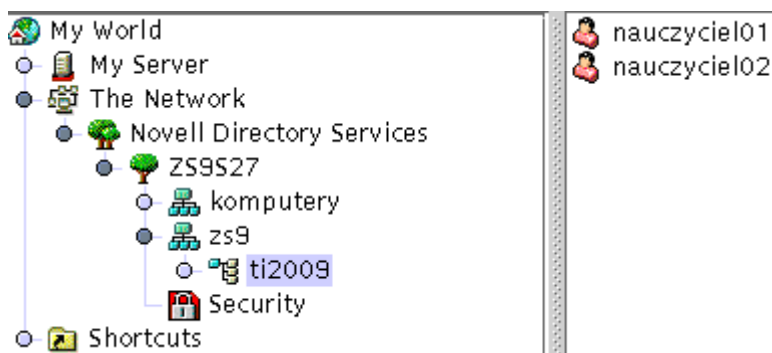 My World
My Server
The Network
Novell Directory Services
ZS9S27
komputery
zs9
ti2009
Security
Shortcuts
nauczyciel01
nauczyciel02